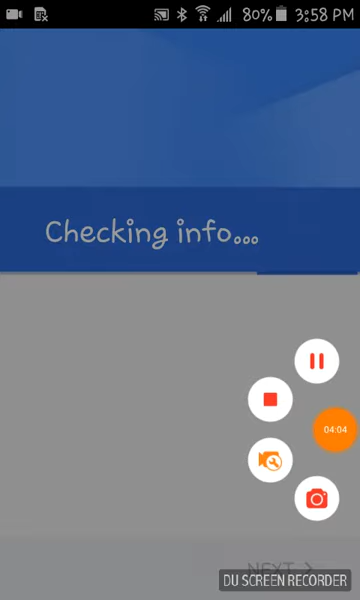 80% 3:58 PM
Checking info...
04:04
NEXT
DU SCREEN RECORDER